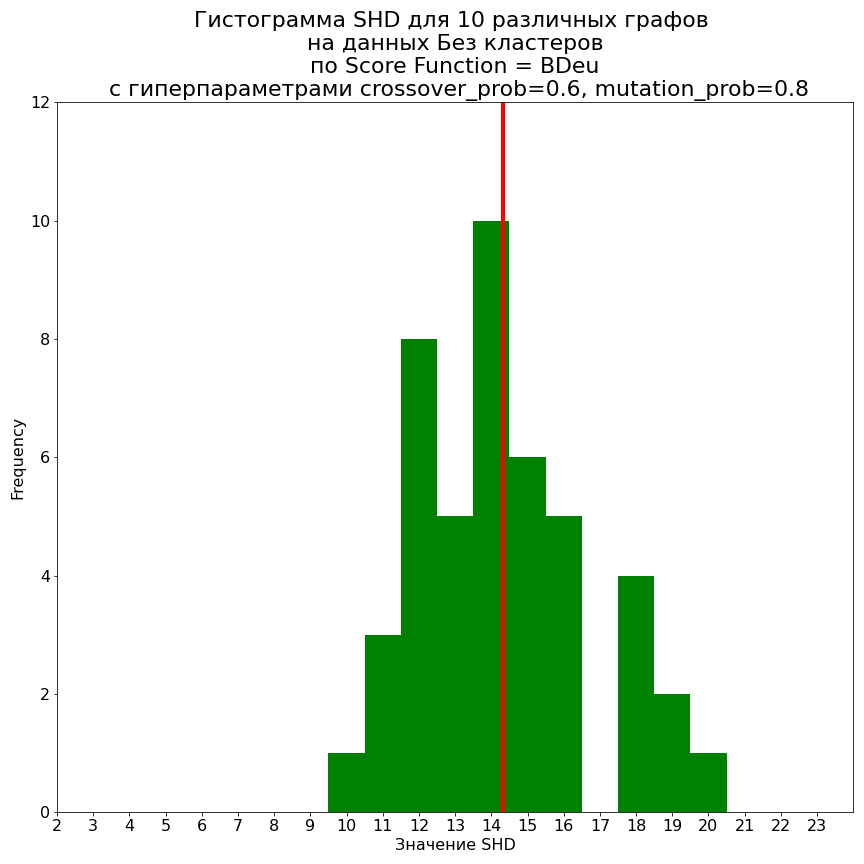 Гистограмма SHD для 10 различных графов
на данных Без кластеров
по Score Function = BDeu
с гиперпараметрами crossover_prob=0.6, mutation_prob=0.8
12
10
8
6
4
2
0
Frequency
2 3 4 5 6 7 8 9 10 11 12 13 14 15 16 17 18 19 20 21 22 23
Значение SHD